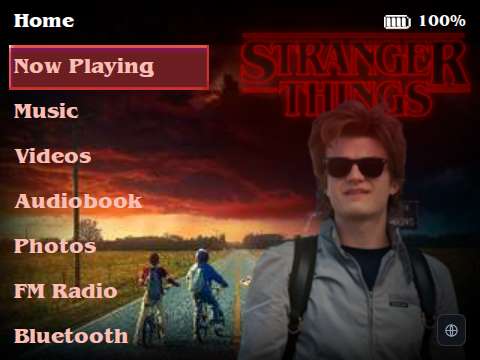 Home
100%
STRANGER
THINGS
Now Playing
Music
Videos
Audiobook
Photos
FM Radio
Bluetooth